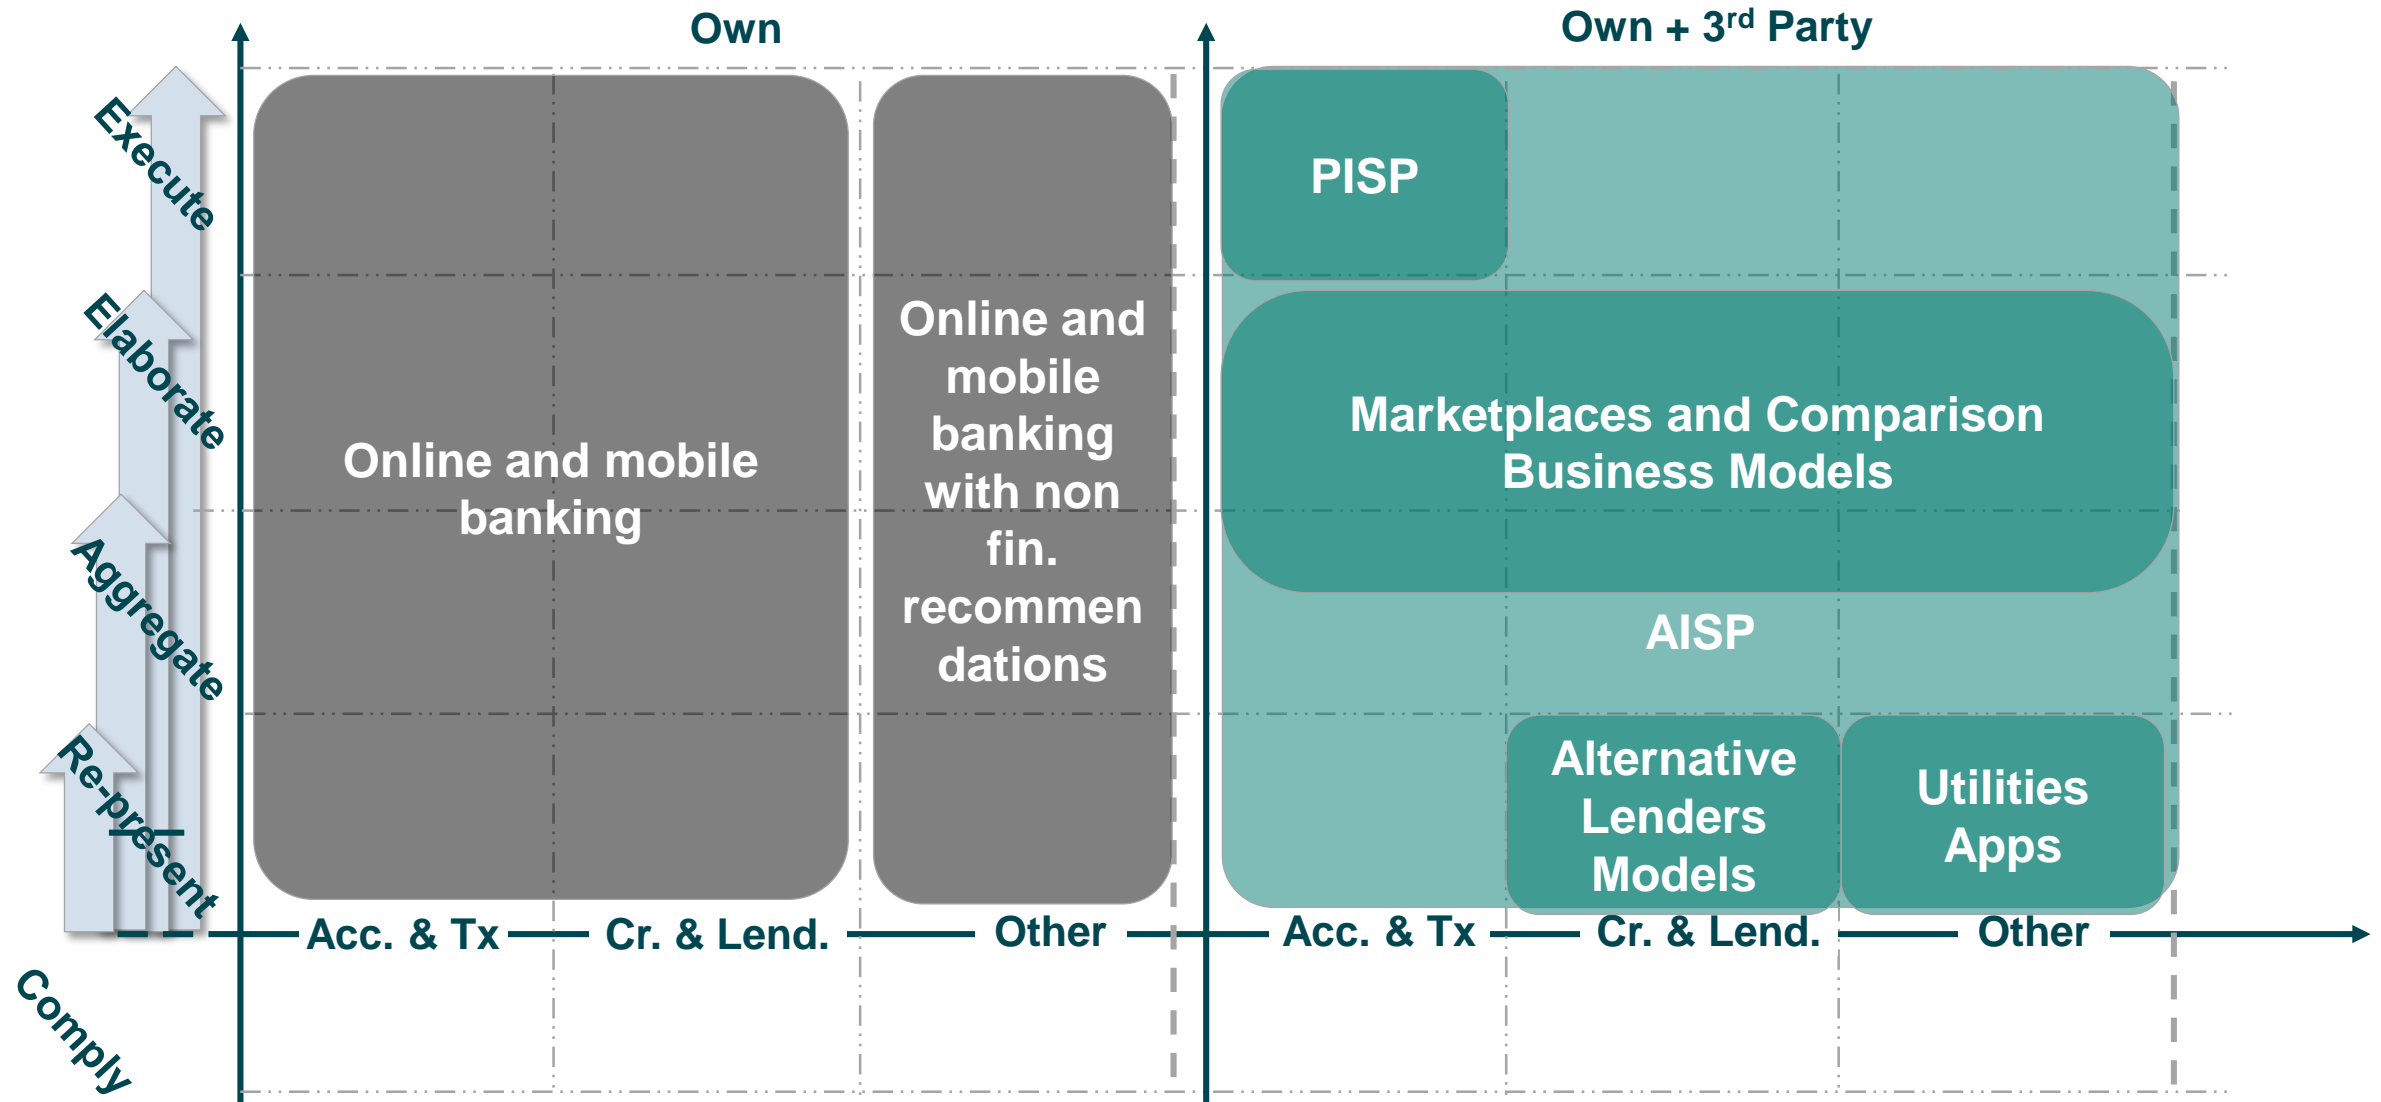 Own
Own + 3rd Party
Execute
Elaborate
Aggregate
Re-present
Comply
Online and mobile
banking
Online and
mobile
banking
with non
fin.
recommen
dations
PISP
Marketplaces and Comparison
Business Models
AISP
Alternative
Lenders
Models
Utilities
Apps
Acc. & Tx
Cr. & Lend.
Other
Acc. & Tx
Cr. & Lend.
Other